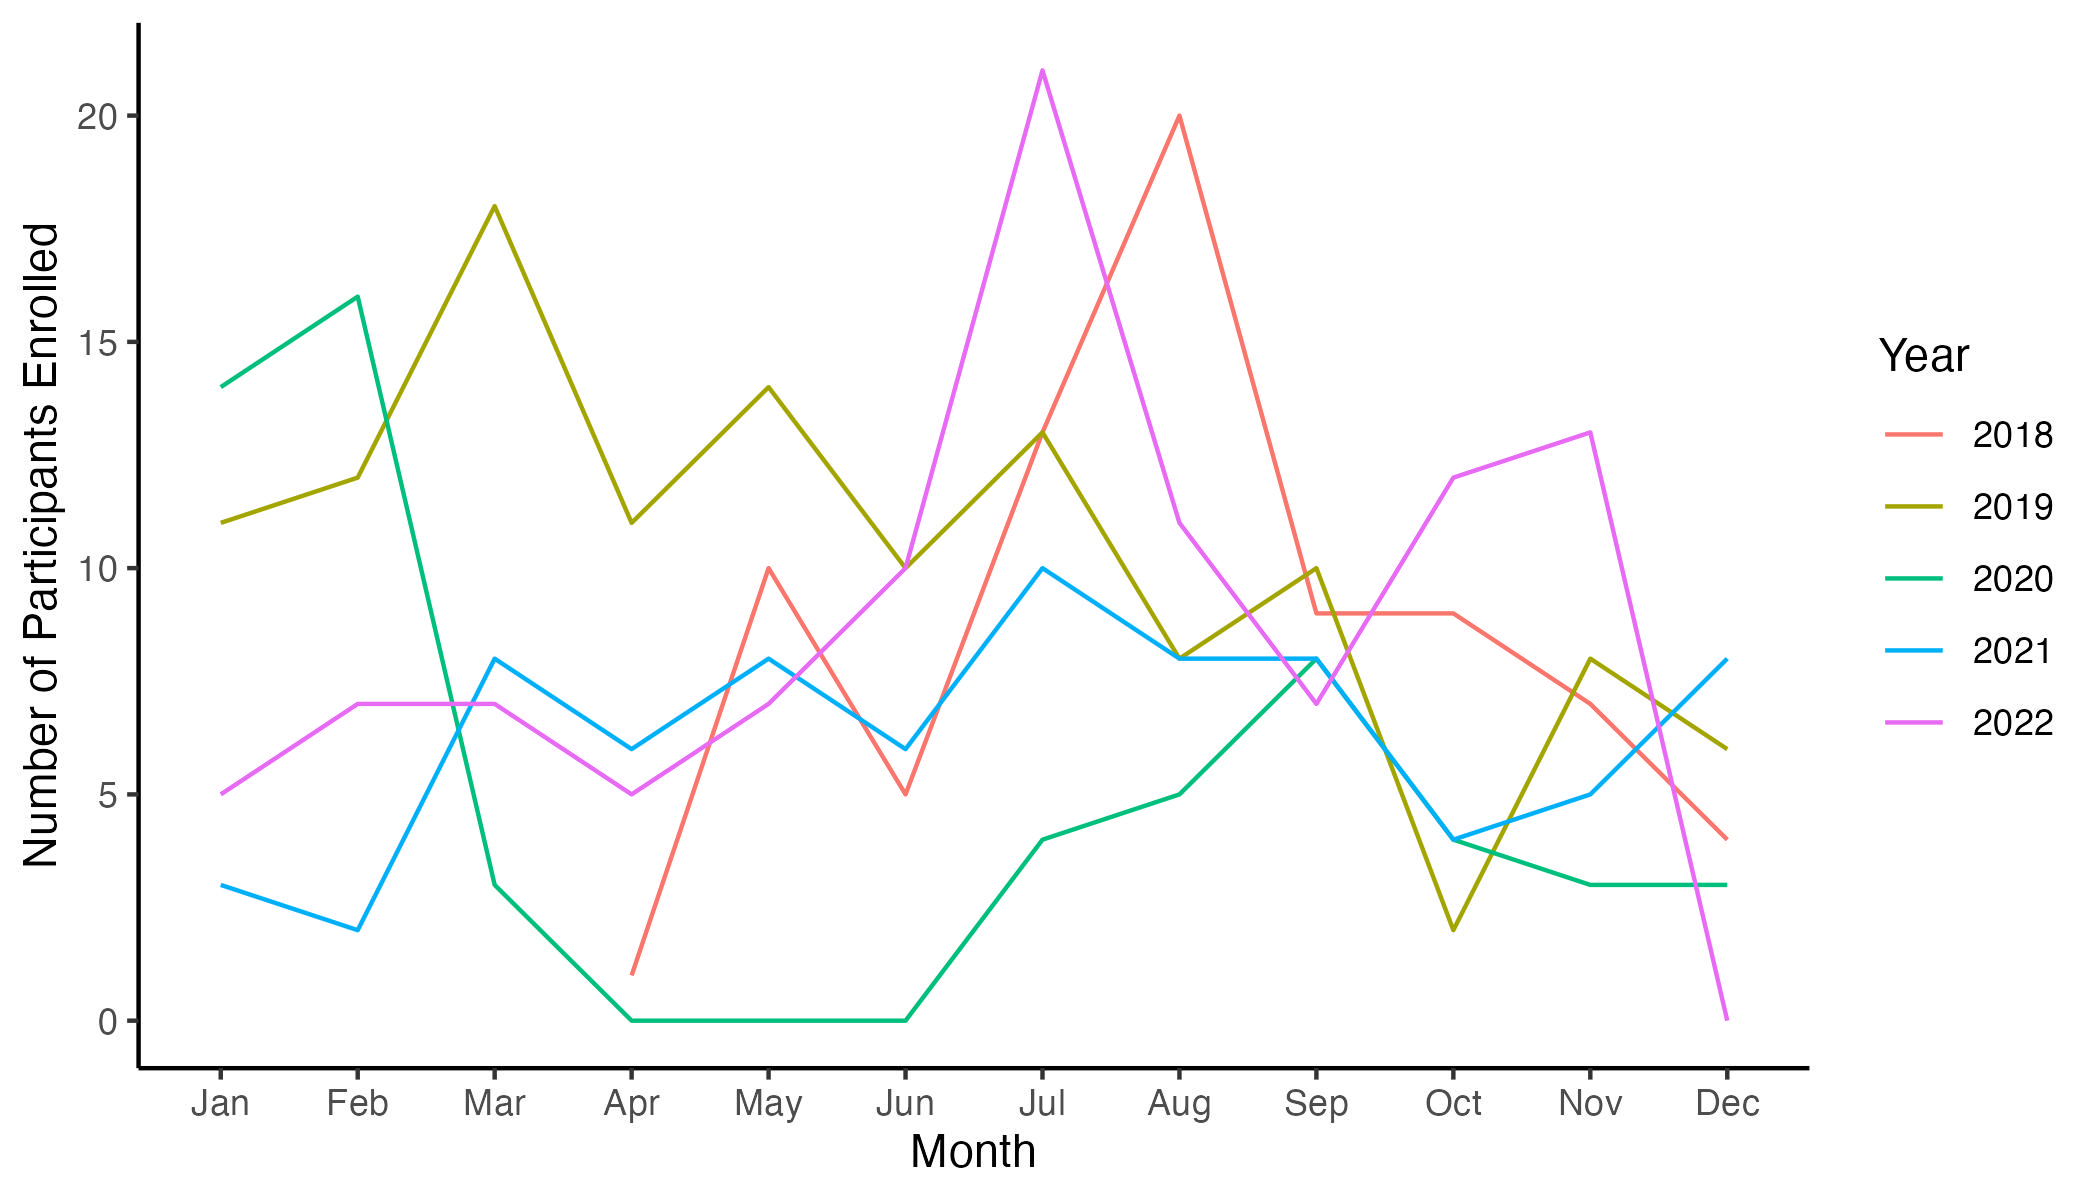 Number of Participants Enrolled
20
15
10
5
0
Jan Feb Mar Apr May Jun Jul Aug Sep Oct Nov Dec
Month
Year
2018
2019
2020
2021
2022